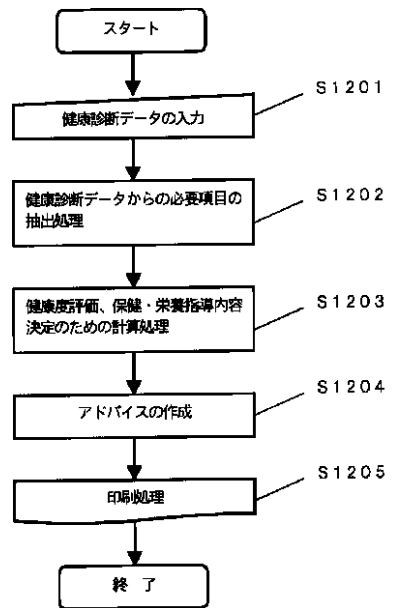 スタート
健康診断データの入力
S1201
健康診断データからの必要項目の
抽出処理
S1202
健康度評価、保健・栄養指導内容
決定のための計算処理
S1203
アドバイスの作成
S1204
印刷処理
S1205
終 了